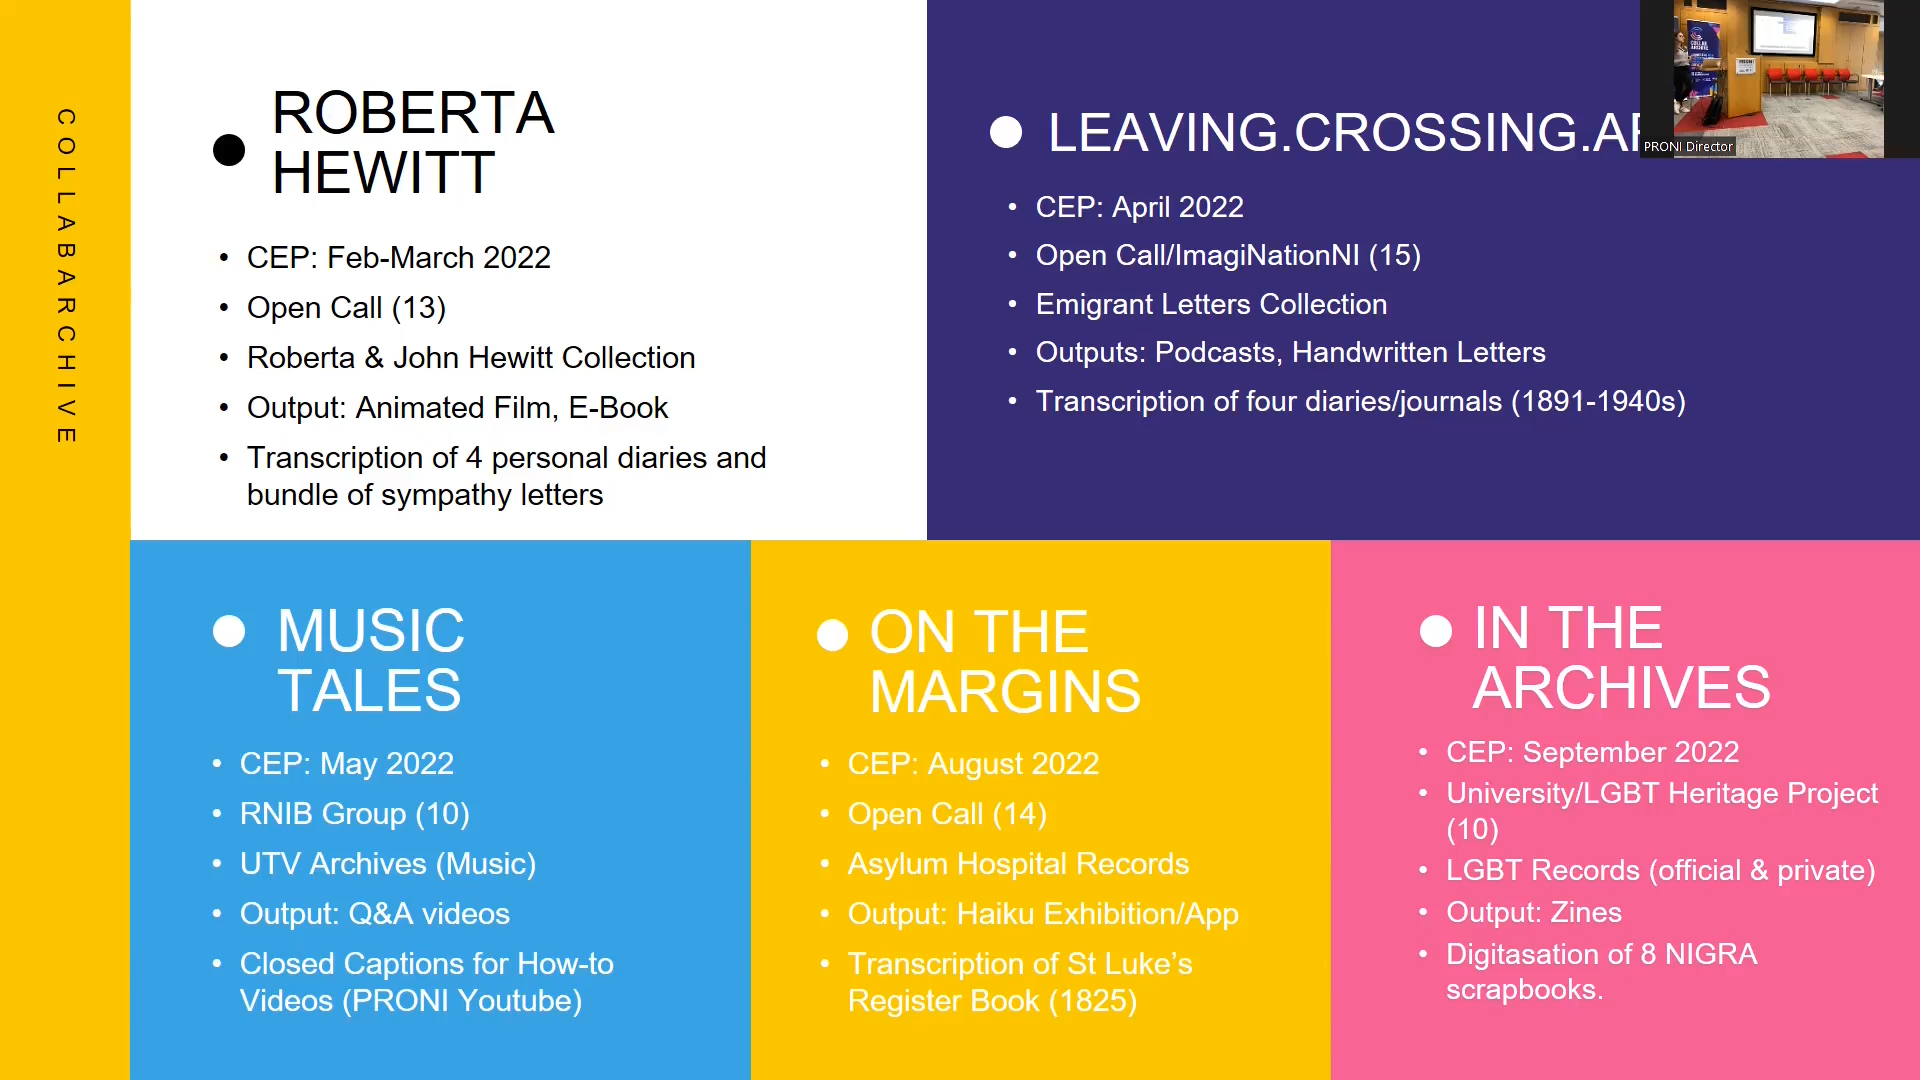 COLLABARCHIVE
ROBERTA
HEWITT
• CEP: Feb-March 2022
• Open Call (13)
• Roberta & John Hewitt Collection
• Output: Animated Film, E-Book
• Transcription of 4 personal diaries and
bundle of sympathy letters
LEAVING.CROSSING.AR
• CEP: April 2022
• Open Call/ImagiNationNI (15)
• Emigrant Letters Collection
• Outputs: Podcasts, Handwritten Letters
• Transcription of four diaries/journals (1891-1940s)
PRONI Director
MUSIC
TALES
• CEP: May 2022
• RNIB Group (10)
• UTV Archives (Music)
• Output: Q&A videos
• Closed Captions for How-to
Videos (PRONI Youtube)
ON THE
MARGINS
• CEP: August 2022
• Open Call (14)
• Asylum Hospital Records
• Output: Haiku Exhibition/App
• Transcription of St Luke’s
Register Book (1825)
IN THE
ARCHIVES
• CEP: September 2022
• University/LGBT Heritage Project
(10)
• LGBT Records (official & private)
• Output: Zines
• Digitasation of 8 NIGRA
scrapbooks.